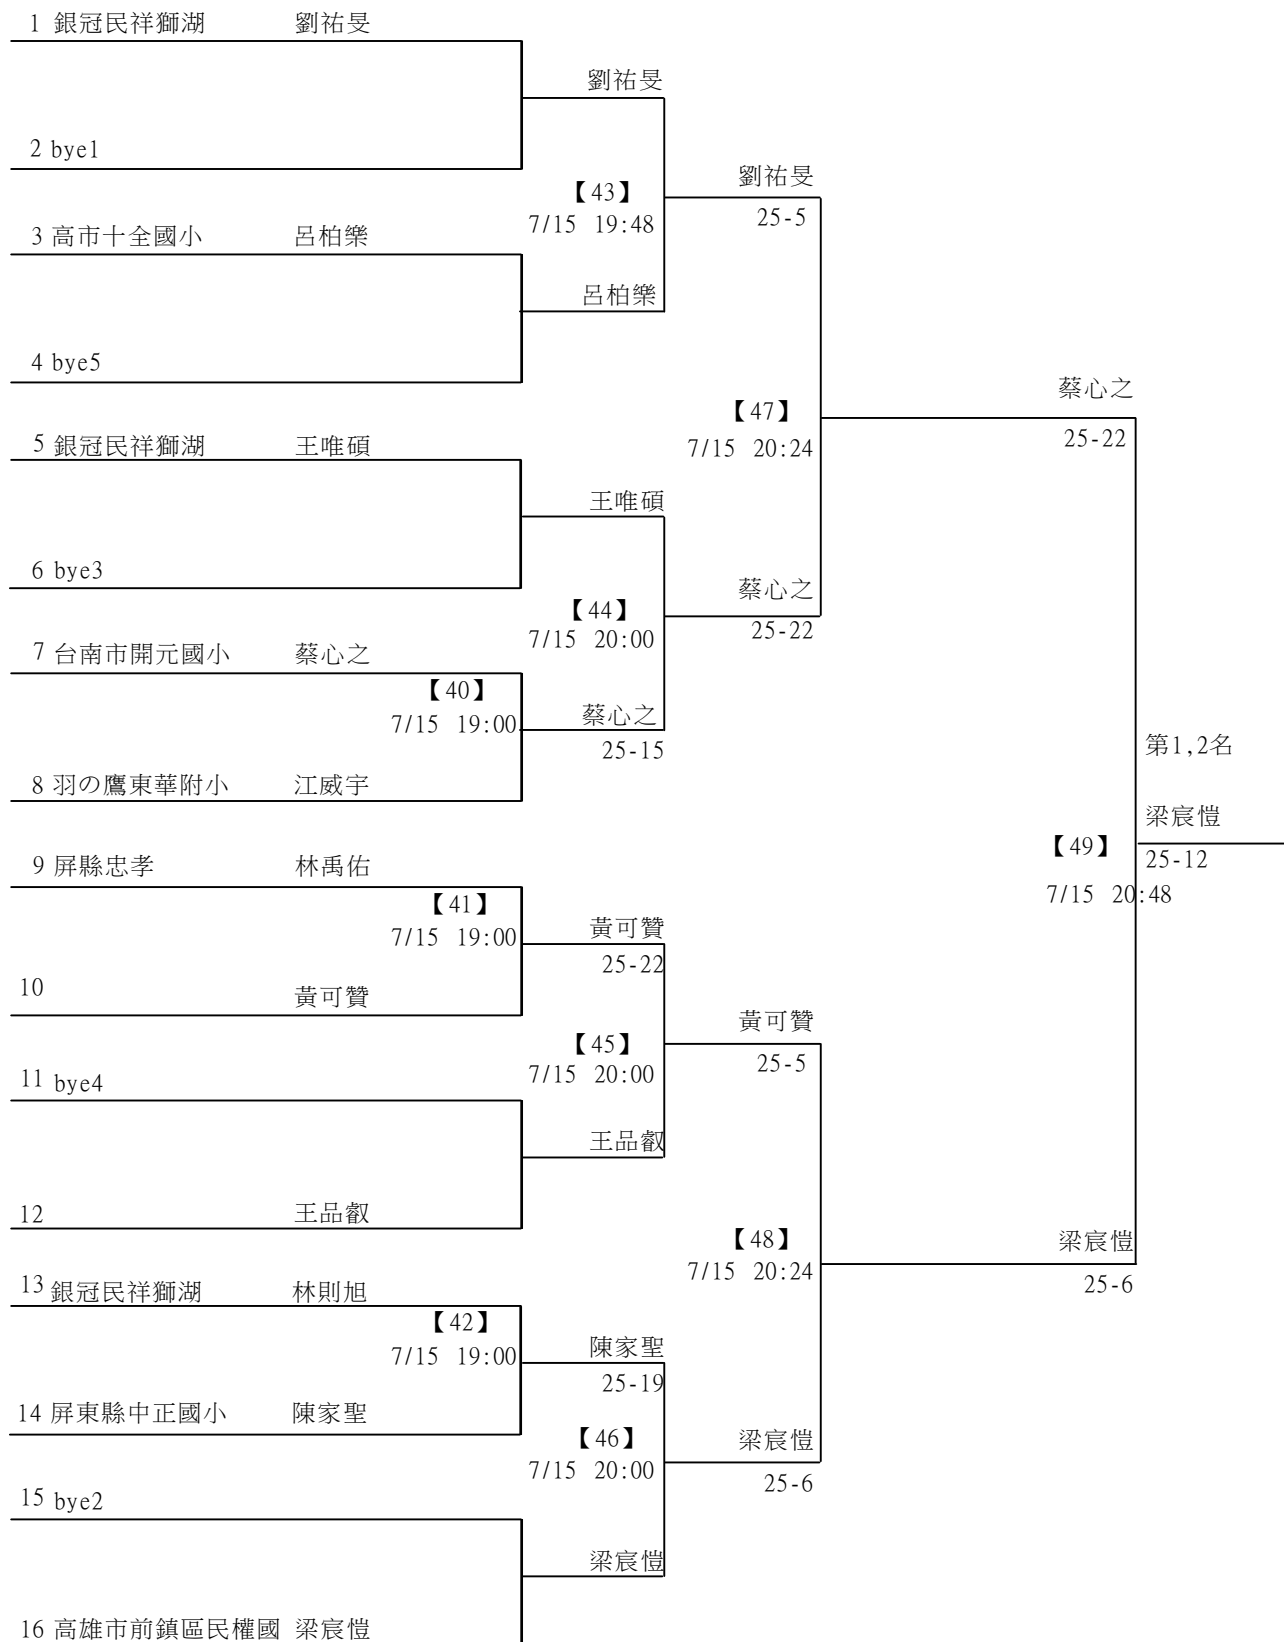 1 銀冠民祥獅湖 劉祐旻
劉祐旻
2 bye1
劉祐旻
【43】
25-5
7/15 19:48
3 高市十全國小 呂柏樂
呂柏樂
4 bye5
蔡心之
【47】
25-22
7/15 20:24
5 銀冠民祥獅湖 王唯碩
王唯碩
6 bye3
蔡心之
【44】
25-22
7/15 20:00
7 台南市開元國小 蔡心之
【40】
7/15 19:00
蔡心之
25-15
8 羽の鷹東華附小 江威宇
第1,2名
梁宸愷
【49】
25-12
7/15 20:48
9 屏縣忠孝 林禹佑
【41】
7/15 19:00
黃可贊
25-22
10 黃可贊
黃可贊
【45】
25-5
7/15 20:00
11 bye4
王品叡
12 王品叡
【48】
7/15 20:24
梁宸愷
25-6
13 銀冠民祥獅湖 林則旭
【42】
7/15 19:00
陳家聖
25-19
14 屏東縣中正國小 陳家聖
【46】
梁宸愷
7/15 20:00
25-6
15 bye2
梁宸愷
16 高雄市前鎮區民權國 梁宸愷